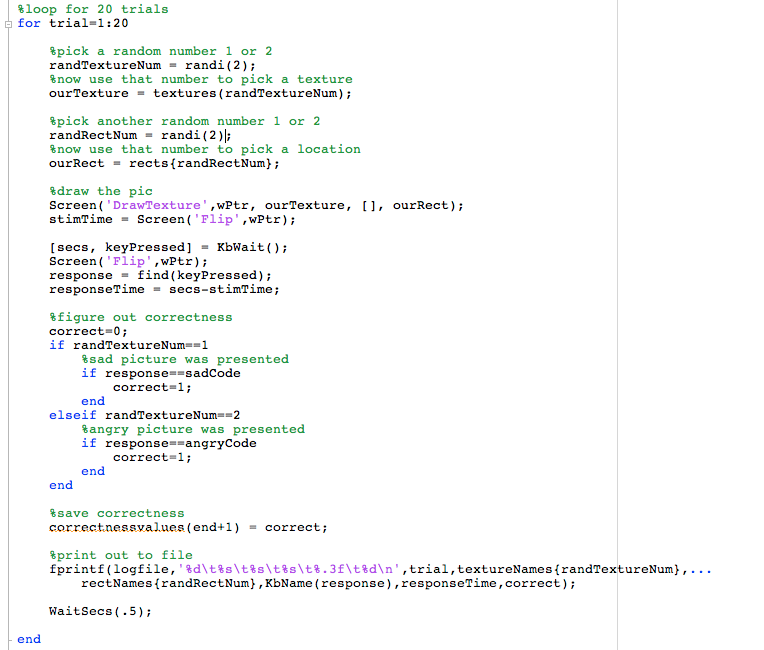 %loop for 20 trials
for trial=1:20
%pick a random number 1 or 2
randTextureNum = randi(2);
%now use that number to pick a texture
ourTexture = textures(randTextureNum);
%pick another random number 1 or 2
randRectNum = randi(2);
%now use that number to pick a location
ourRect = rects{randRectNum};
%draw the pic
Screen('DrawTexture',wPtr, ourTexture, [], ourRect);
stimTime = Screen('Flip',wPtr);
[secs, keyPressed] = KbWait();
Screen('Flip',wPtr);
response = find(keyPressed);
responseTime = secs-stimTime;
%figure out correctness
correct=0;
if randTextureNum==1
%sad picture was presented
if response==sadCode
correct=1;
end
elseif randTextureNum==2
%angry picture was presented
if response==angryCode
correct=1;
end
end
%save correctness
correctnessvalues(end+1) = correct;
%print out to file
fprintf(logfile,'%d\t%s\t%s\t%s\t%.3f\t%d\n',trial,textureNames{randTextureNum},...
rectNames{randRectNum},KbName(response),responseTime,correct);
WaitSecs(.5);
end